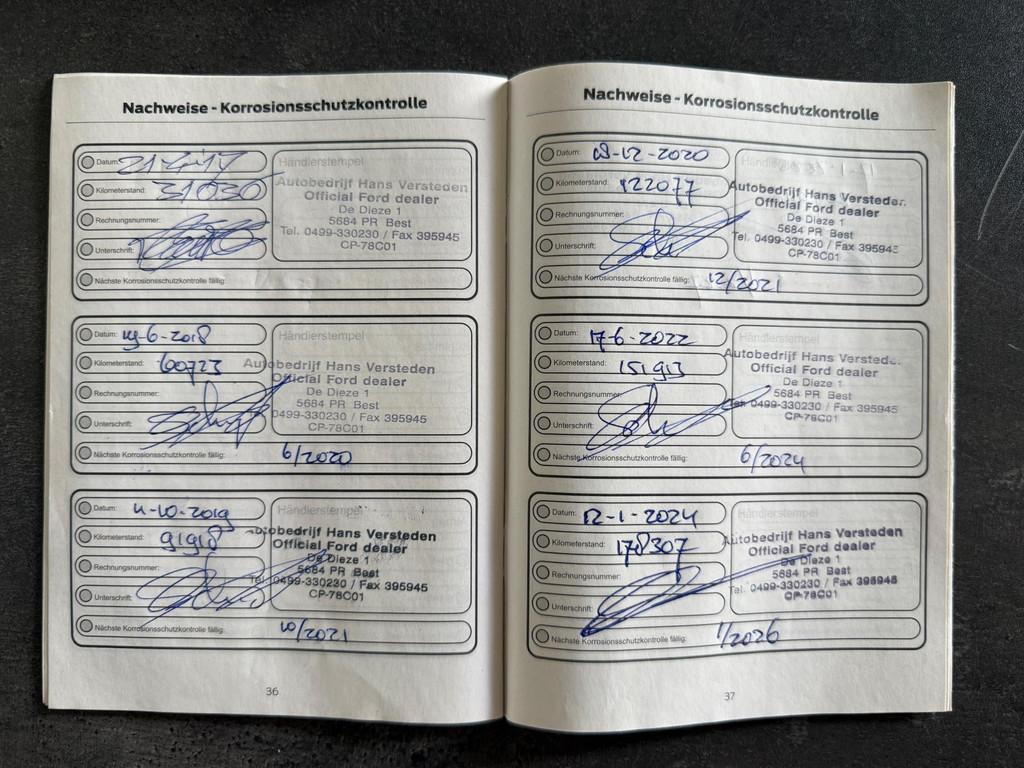 Nachweise - Korrosionsschutzkontrolle
Datum:
Händlerstempel
Kilometerstand: 31030
Autobedrijf Hans Versteden
Official Ford dealer
Rechnungsnummer:
De Dieze 1
5684 PR Best
Unterschrift:
Tel. 0499-330230 / Fax 395945
CP-78C01
Nächste Korrosionsschutzkontrolle fällig:
Datum: 19-6-2018
Händlerstempel
Kilometerstand: 60723
Autobedrijf Hans Versteden
Official Ford dealer
Rechnungsnummer:
De Dieze 1
5684 PR Best
Unterschrift:
0499-330230 / Fax 395945
CP-78C01
Nächste Korrosionsschutzkontrolle fällig: 6/2020
Datum: 4-10-2019
Händlerstempel
Kilometerstand: 91918
Autobedrijf Hans Versteden
Official Ford dealer
Rechnungsnummer:
De Dieze 1
5684 PR Best
Unterschrift:
Tel. 0499-330230 / Fax 395945
CP-78C01
Nächste Korrosionsschutzkontrolle fällig: 10/2021
36
Nachweise - Korrosionsschutzkontrolle
Datum: -12-2020
Kilometerstand: 122077
Autobedrijf Hans Versteden
Official Ford dealer
Rechnungsnummer:
De Dieze 1
5684 PR Best
Unterschrift:
Tel. 0499-330230 / Fax 395945
CP-78C01
Nächste Korrosionsschutzkontrolle fällig: 12/2021
Datum: 17-6-2022
Händlerstempel
Kilometerstand: 151913
Autobedrijf Hans Versted
Official Ford dealer
De Dieze 1
Rechnungsnummer:
5684 PR Best
Tel. 0499-330230 / Fax 395945
Unterschrift:
CP-78C01
Nächste Korrosionsschutzkontrolle fällig: 6/2024
Datum: 12-1-2024
Händlerstempel
Kilometerstand: 178307
Autobedrijf Hans Versteden
Official Ford dealer
De Dieze 1
Rechnungsnummer:
5684 PR Best
Tel. 0499-330230 / Fax 395945
Unterschrift:
CP-78C01
Nächste Korrosionsschutzkontrolle fällig: 1/2026
37